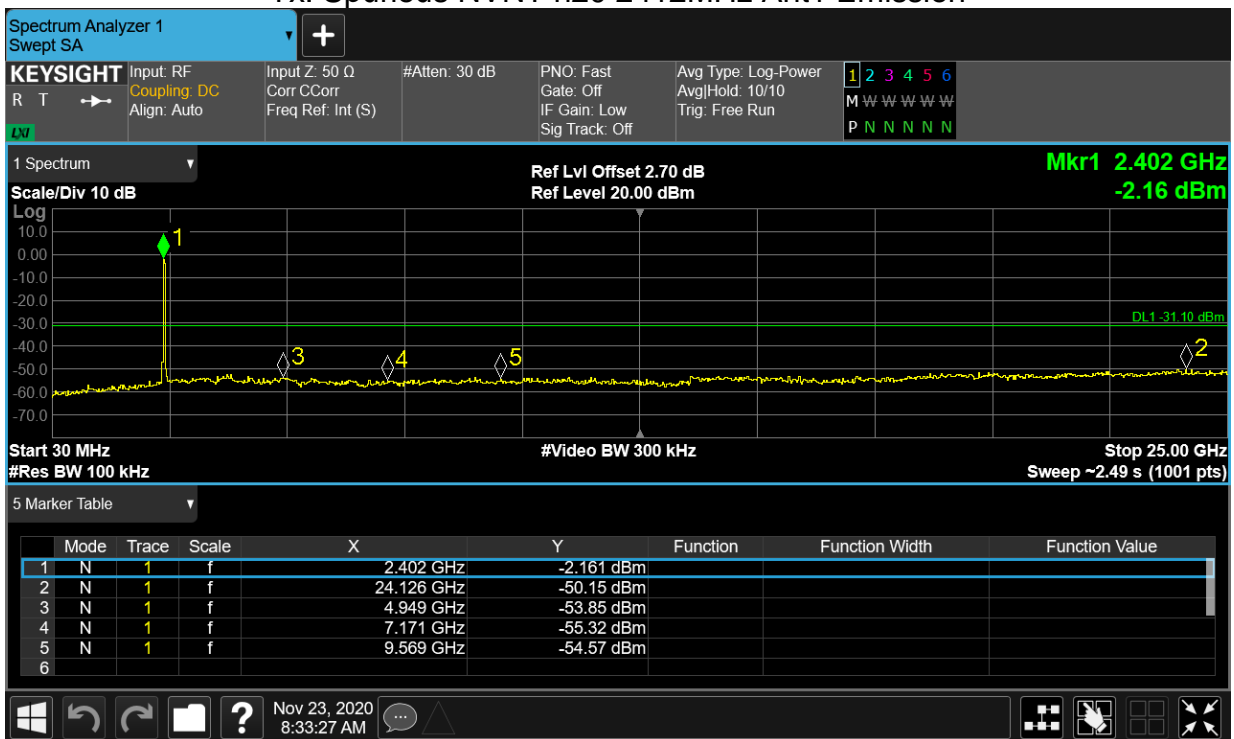 Spectrum Analyzer 1
Swept SA
KEYSIGHT
R T
LXI
Input: RF
Coupling: DC
Align: Auto
Input Z: 50 Ω
Corr CCorr
Freq Ref: Int (S)
#Atten: 30 dB
PNO: Fast
Gate: Off
IF Gain: Low
Sig Track: Off
Avg Type: Log-Power
Avg|Hold: 10/10
Trig: Free Run
1 2 3 4 5 6
M W W W W W
P N N N N N
1 Spectrum
Scale/Div 10 dB
Ref Lvl Offset 2.70 dB
Ref Level 20.00 dBm
Mkr1 2.402 GHz
-2.16 dBm
Log
10.0
0.00
-10.0
-20.0
-30.0
-40.0
-50.0
-60.0
-70.0
1
3
4
5
2
DL1 -31.10 dBm
Start 30 MHz
#Video BW 300 kHz
Stop 25.00 GHz
#Res BW 100 kHz
Sweep ~2.49 s (1001 pts)
5 Marker Table
Mode Trace Scale X Y Function Function Width Function Value
1 N 1 f 2.402 GHz -2.161 dBm
2 N 1 f 24.126 GHz -50.15 dBm
3 N 1 f 4.949 GHz -53.85 dBm
4 N 1 f 7.171 GHz -55.32 dBm
5 N 1 f 9.569 GHz -54.57 dBm
6
?
Nov 23, 2020
8:33:27 AM